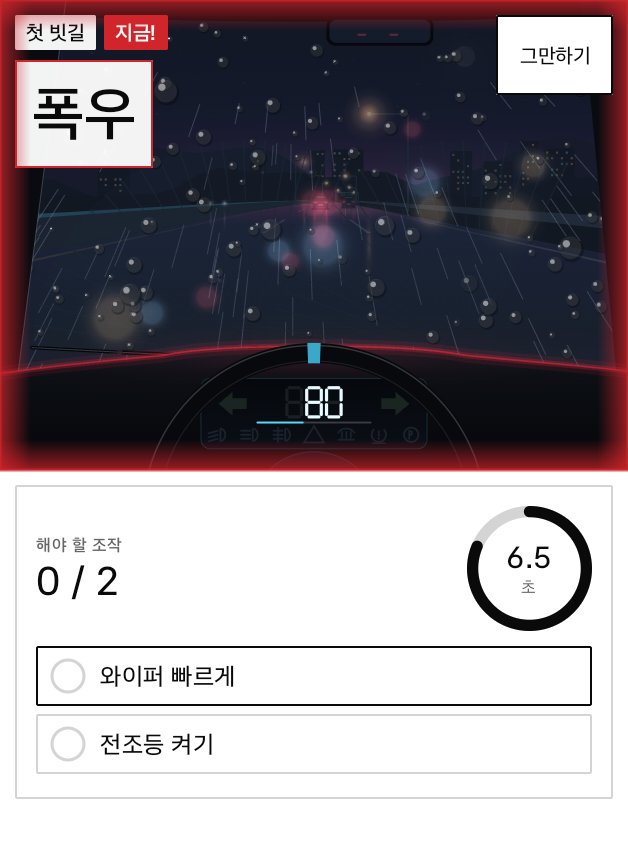 첫 빗길
지금!
그만하기
폭우
80
해야 할 조작
0 / 2
6.5
초
와이퍼 빠르게
전조등 켜기